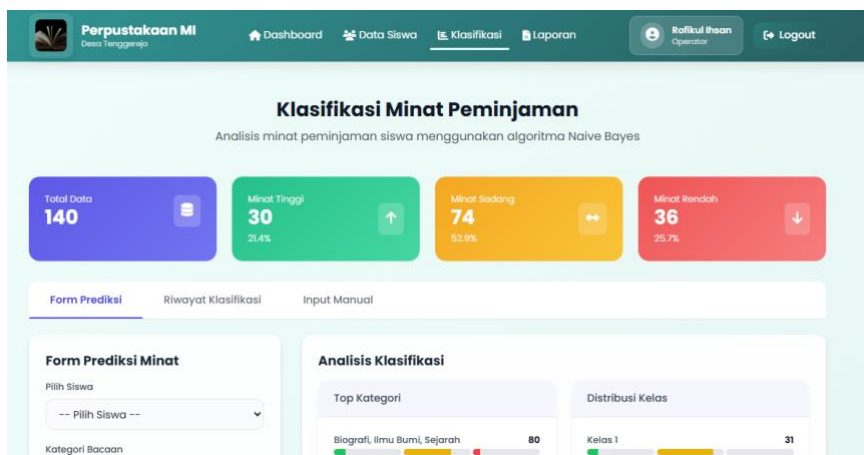 Perpustakaan MI
Desa Tenggerejo
Dashboard
Data Siswa
Klasifikasi
Laporan
Rofikul Ihsan
Operator
Logout
Klasifikasi Minat Peminjaman
Analisis minat peminjaman siswa menggunakan algoritma Naive Bayes
Total Data
140
Minat Tinggi
30
21.4%
Minat Sedang
74
52.9%
Minat Rendah
36
25.7%
Form Prediksi
Riwayat Klasifikasi
Input Manual
Form Prediksi Minat
Pilih Siswa
-- Pilih Siswa --
Kategori Bacaan
Analisis Klasifikasi
Top Kategori
Biografi, Ilmu Bumi, Sejarah 80
Distribusi Kelas
Kelas 1 31